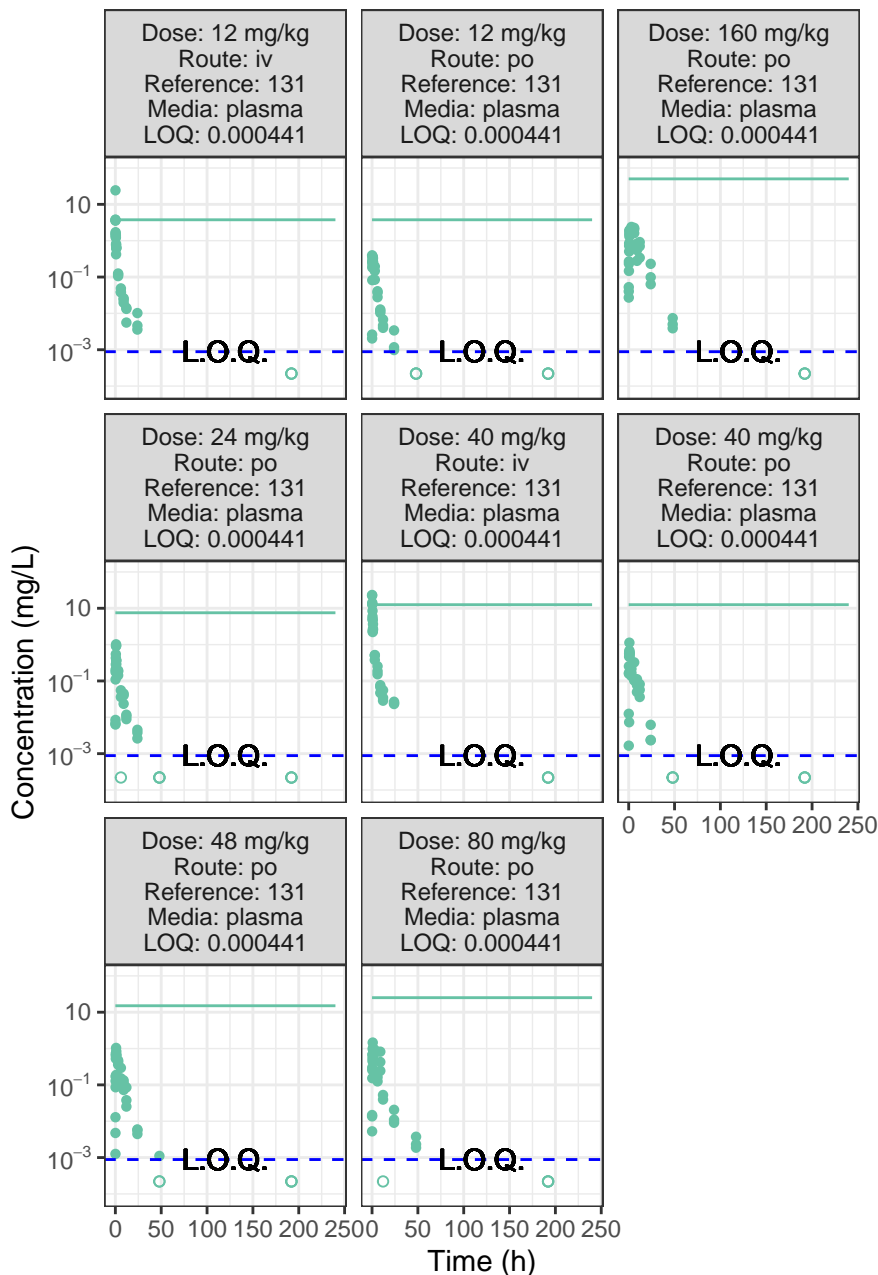 Dose: 12 mg/kg
Route: iv
Reference: 131
Media: plasma
LOQ: 0.000441
Dose: 12 mg/kg
Route: po
Reference: 131
Media: plasma
LOQ: 0.000441
Dose: 160 mg/kg
Route: po
Reference: 131
Media: plasma
LOQ: 0.000441
10
10⁻¹
10⁻³
L.O.Q.
L.O.Q.
L.O.Q.
Dose: 24 mg/kg
Route: po
Reference: 131
Media: plasma
LOQ: 0.000441
Dose: 40 mg/kg
Route: iv
Reference: 131
Media: plasma
LOQ: 0.000441
Dose: 40 mg/kg
Route: po
Reference: 131
Media: plasma
LOQ: 0.000441
Concentration (mg/L)
10
10⁻¹
10⁻³
L.O.Q.
L.O.Q.
L.O.Q.
0 50 100 150 200 250
Dose: 48 mg/kg
Route: po
Reference: 131
Media: plasma
LOQ: 0.000441
Dose: 80 mg/kg
Route: po
Reference: 131
Media: plasma
LOQ: 0.000441
10
10⁻¹
10⁻³
L.O.Q.
L.O.Q.
0 50 100 150 200 250
0 50 100 150 200 250
Time (h)